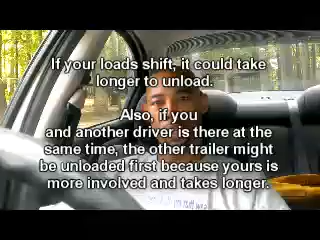 If your loads shift, it could take
longer to unload.
Also, if you
and another driver is there at the
same time, the other trailer might
be unloaded first because yours is
more involved and takes longer.